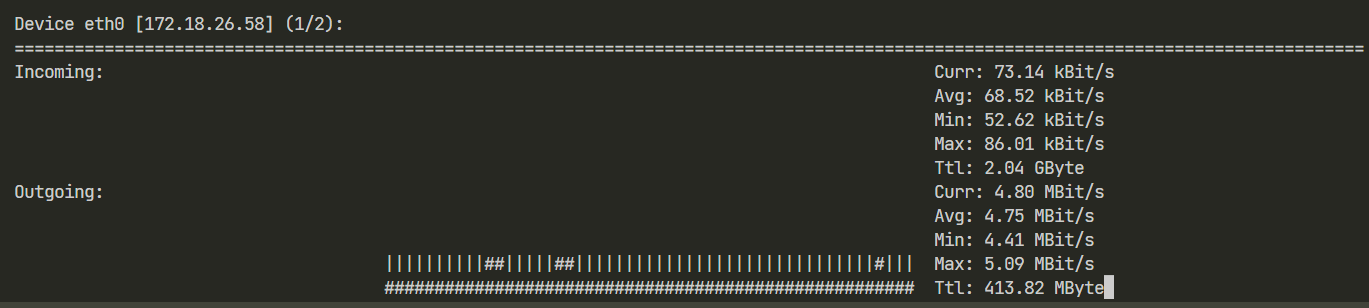 Device eth0 [172.18.26.58] (1/2):
=======================================================================================================================================
Incoming: Curr: 73.14 kBit/s
Avg: 68.52 kBit/s
Min: 52.62 kBit/s
Max: 86.01 kBit/s
Ttl: 2.04 GByte
Outgoing: Curr: 4.80 MBit/s
Avg: 4.75 MBit/s
Min: 4.41 MBit/s
||||||||||##|||||##||||||||||||||||||||||||||||||#||| Max: 5.09 MBit/s
##################################################### Ttl: 413.82 MByte